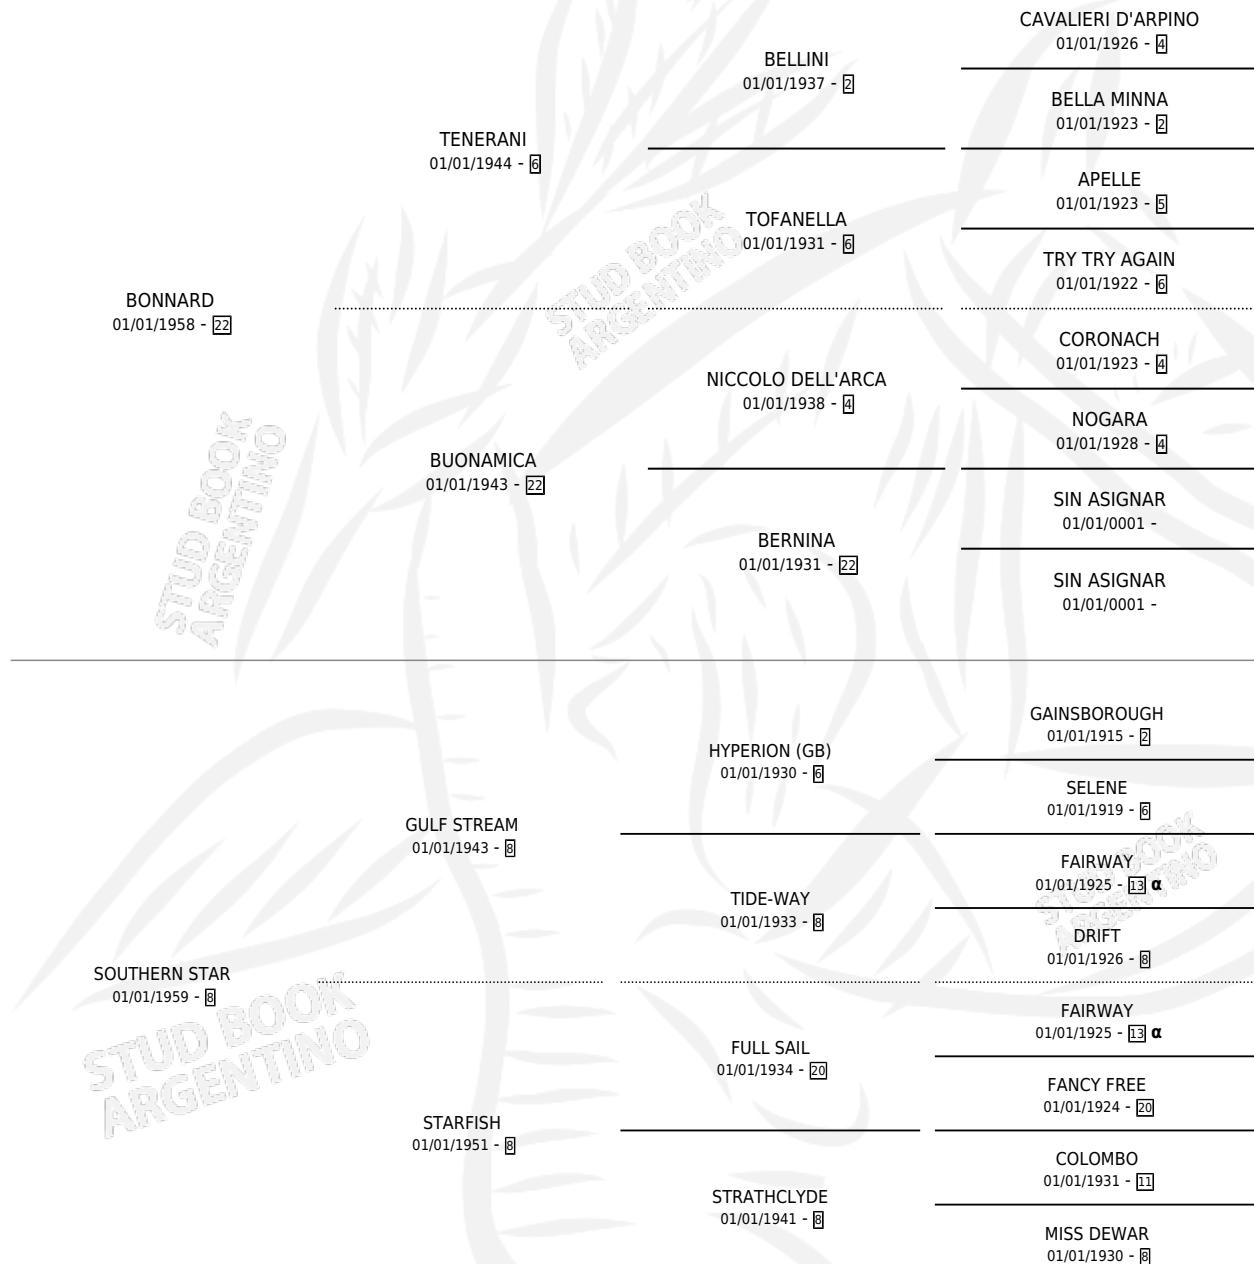 CAVALIERI D'ARPINO
01/01/1926 - 4
BELLINI
01/01/1937 - 2
BELLA MINNA
01/01/1923 - 2
TENERANI
01/01/1944 - 6
APELLE
01/01/1923 - 5
TOFANELLA
01/01/1931 - 6
TRY TRY AGAIN
01/01/1922 - 6
BONNARD
01/01/1958 - 22
CORONACH
01/01/1923 - 4
NICCOLO DELL'ARCA
01/01/1938 - 4
NOGARA
01/01/1928 - 4
BUONAMICA
01/01/1943 - 22
SIN ASIGNAR
01/01/0001 -
BERNINA
01/01/1931 - 22
SIN ASIGNAR
01/01/0001 -
GAINSBOROUGH
01/01/1915 - 2
HYPERION (GB)
01/01/1930 - 6
SELENE
01/01/1919 - 6
GULF STREAM
01/01/1943 - 8
FAIRWAY
01/01/1925 - 13 α
TIDE-WAY
01/01/1933 - 8
DRIFT
01/01/1926 - 8
SOUTHERN STAR
01/01/1959 - 8
FAIRWAY
01/01/1925 - 13 α
FULL SAIL
01/01/1934 - 20
FANCY FREE
01/01/1924 - 20
STARFISH
01/01/1951 - 8
COLOMBO
01/01/1931 - 11
STRATHCLYDE
01/01/1941 - 8
MISS DEWAR
01/01/1930 - 8
STUD BOOK
ARGENTINO
STUD BOOK
ARGENTINO
STUD BOOK
ARGENTINO
STUD BOOK
ARGENTINO